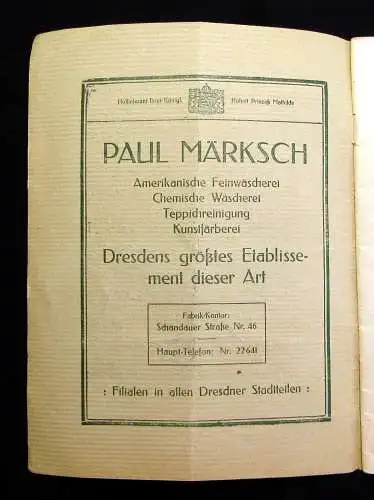 Hoflieferant Ihrer Königl. Hoheit Prinzeß Mathilde
PAUL MÄRKSCH
Amerikanische Feinwäscherei
Chemische Wäscherei
Teppichreinigung
Kunstfärberei
Dresdens größtes Etablisse-
ment dieser Art
Fabrik-Kontor:
Schandauer Straße Nr. 46
Haupt-Telefon: Nr. 22641
: Filialen in allen Dresdner Stadtteilen :